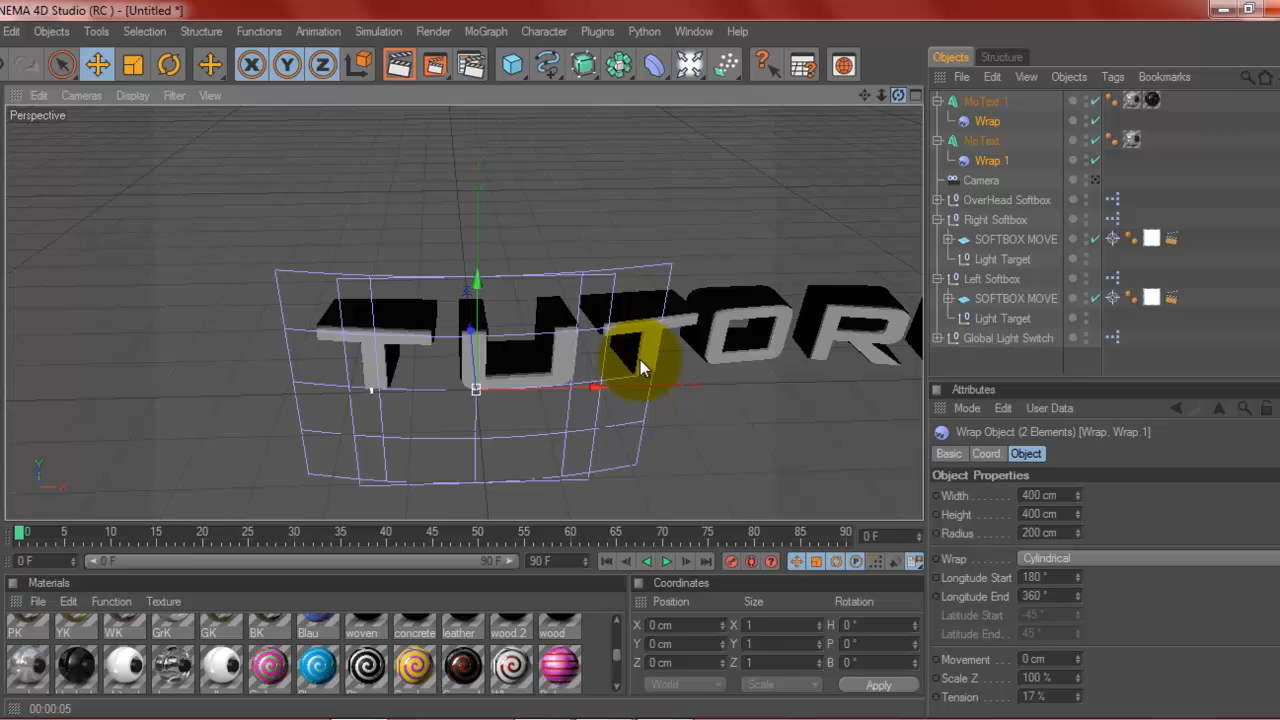 NEMA 4D Studio (RC ) - [Untitled *]
Edit Objects Tools Selection Structure Functions Animation Simulation Render MoGraph Character Plugins Python Window Help
X Y Z
Objects Structure
File Edit View Objects Tags Bookmarks
Edit Cameras Display Filter View
Perspective
TUTOR
Y
X
MoText 1
Wrap
MoText
Wrap 1
Camera
OverHead Softbox
Right Softbox
SOFTBOX MOVE
Light Target
Left Softbox
SOFTBOX MOVE
Light Target
Global Light Switch
Attributes
Mode Edit User Data
Wrap Object (2 Elements) [Wrap, Wrap.1]
Basic Coord. Object
Object Properties
Width 400 cm
Height 400 cm
Radius 200 cm
Wrap Cylindrical
Longitude Start 180 °
Longitude End 360 °
Latitude Start -45 °
Latitude End 45 °
Movement 0 cm
Scale Z 100 %
Tension 17 %
0 5 10 15 20 25 30 35 40 45 50 55 60 65 70 75 80 85 90 0 F
0 F 0 F 90 F 90 F
Materials
File Edit Function Texture
PK YK WK GrK GK BK Blau woven concrete leather wood.2 wood
Coordinates
Position Size Rotation
X 0 cm X 1 H 0 °
Y 0 cm Y 1 P 0 °
Z 0 cm Z 1 B 0 °
World Scale Apply
00:00:05